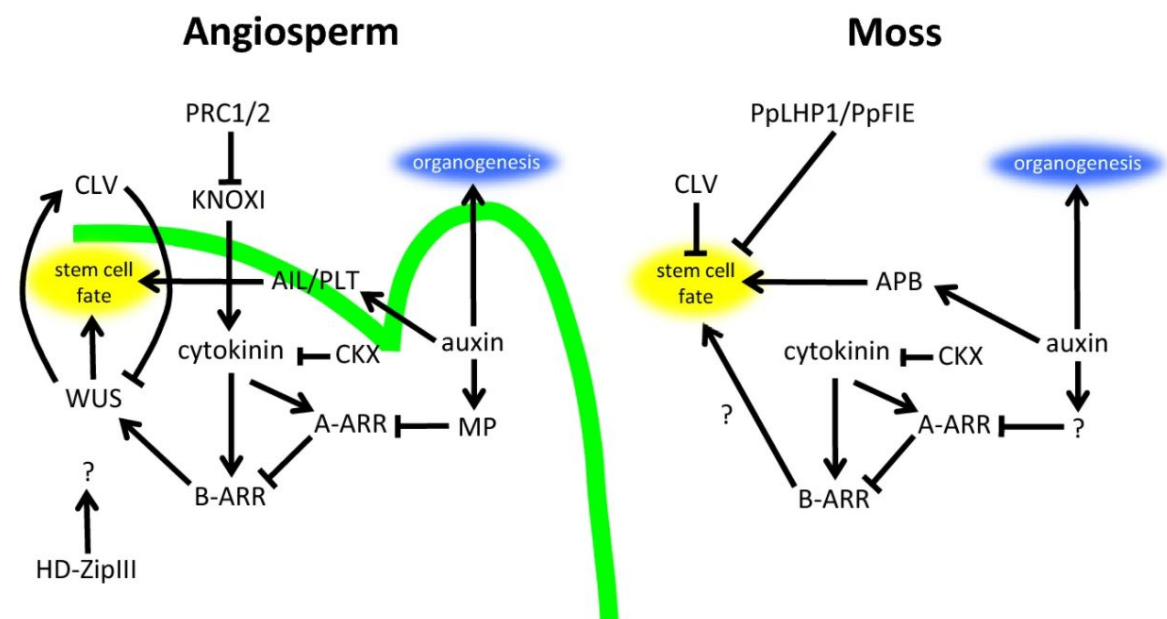 Angiosperm
PRC1/2
organogenesis
CLV
KNOXI
stem cell
fate
AIL/PLT
cytokinin
CKX
auxin
WUS
A-ARR
MP
?
B-ARR
HD-ZipIII
Moss
PpLHP1/PpFIE
organogenesis
CLV
stem cell
fate
APB
cytokinin
CKX
auxin
?
A-ARR
?
B-ARR